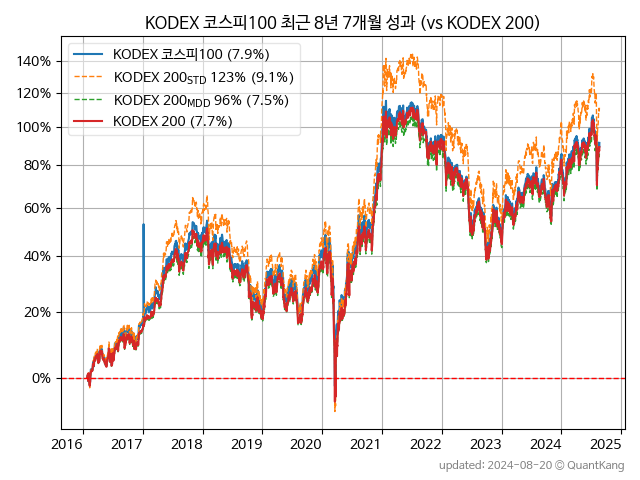 KODEX 코스피100 최근 8년 7개월 성과 (vs KODEX 200)
KODEX 코스피100 (7.9%)
KODEX 200STD 123% (9.1%)
KODEX 200MDD 96% (7.5%)
KODEX 200 (7.7%)
140%
120%
100%
80%
60%
40%
20%
0%
2016 2017 2018 2019 2020 2021 2022 2023 2024 2025
updated: 2024-08-20 © QuantKang